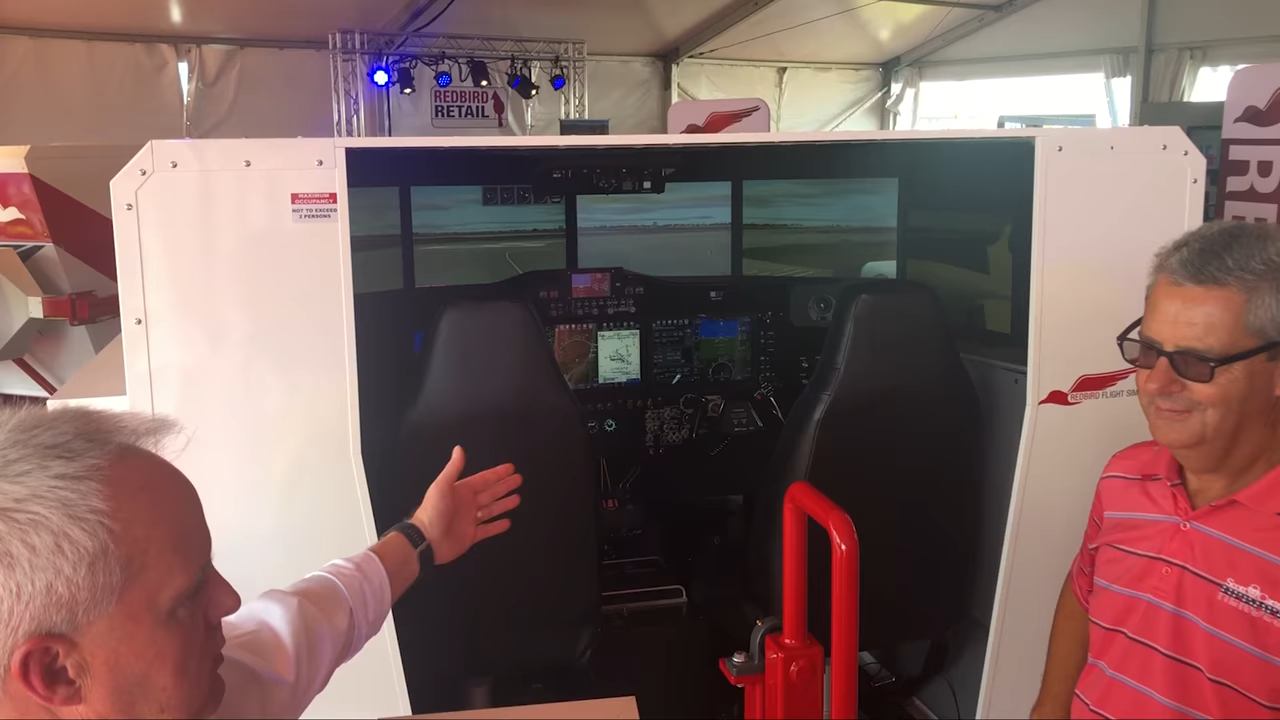 REDBIRD
RETAIL
MAXIMUM
OCCUPANCY
NOT TO EXCEED
2 PERSONS
REDBIRD FLIGHT SIM
RE